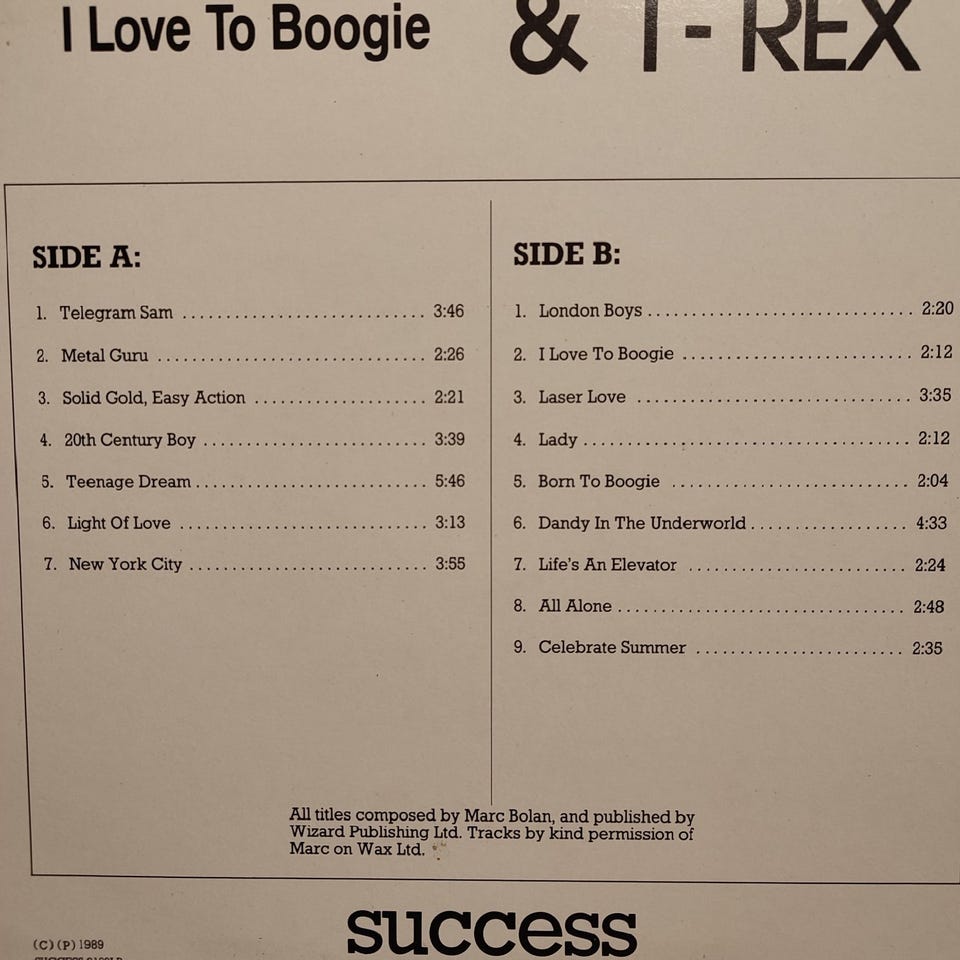 I Love To Boogie & T-REX
SIDE A:
1. Telegram Sam ............................ 3:46
2. Metal Guru ............................... 2:26
3. Solid Gold, Easy Action .................... 2:21
4. 20th Century Boy .......................... 3:39
5. Teenage Dream ........................... 5:46
6. Light Of Love ............................. 3:13
7. New York City ........................... 3:55
SIDE B:
1. London Boys ............................... 2:20
2. I Love To Boogie ........................... 2:12
3. Laser Love ................................ 3:35
4. Lady ...................................... 2:12
5. Born To Boogie ........................... 2:04
6. Dandy In The Underworld .................. 4:33
7. Life's An Elevator ......................... 2:24
8. All Alone ................................. 2:48
9. Celebrate Summer ........................ 2:35
All titles composed by Marc Bolan, and published by
Wizard Publishing Ltd. Tracks by kind permission of
Marc on Wax Ltd.
success
(C) (P) 1989